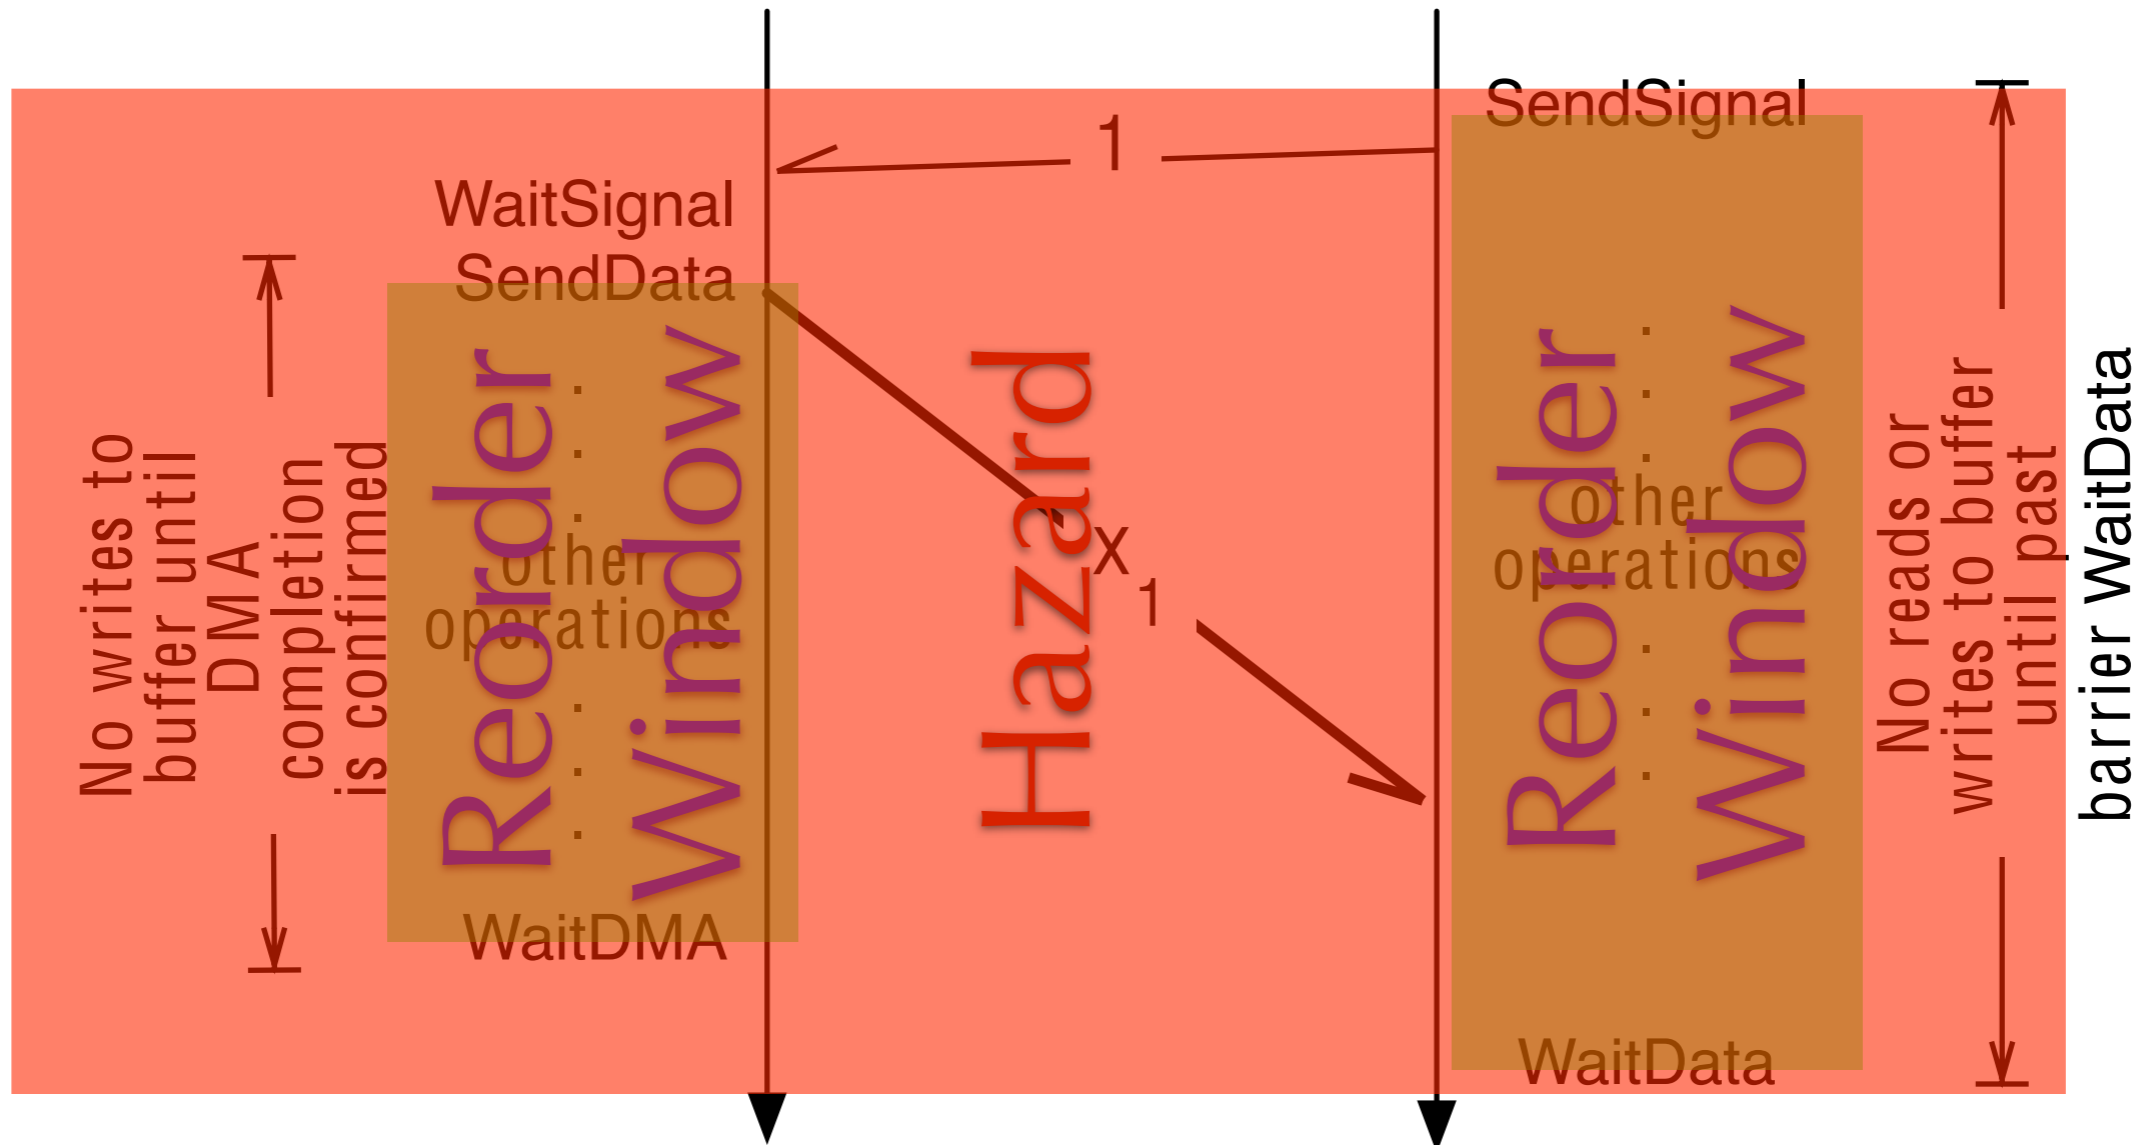 SendSignal
1
WaitSignal
SendData
No writes to
buffer until
DMA
completion
is confirmed
Reorder
Window
other
operations
Hazard
x
1
Reorder
Window
other
operations
No reads or
writes to buffer
until past
barrier WaitData
WaitDMA
WaitData